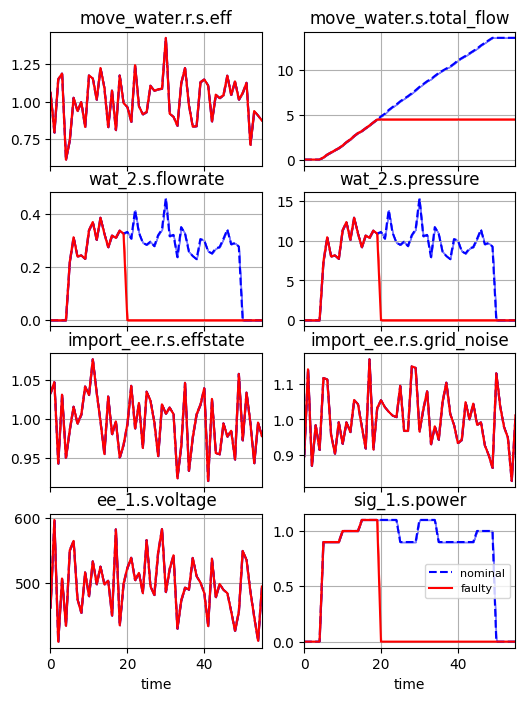 move_water.r.s.eff
move_water.s.total_flow
1.25
1.00
0.75
10
5
0
wat_2.s.flowrate
wat_2.s.pressure
0.4
0.2
0.0
15
10
5
0
import_ee.r.s.effstate
import_ee.r.s.grid_noise
1.05
1.00
0.95
1.1
1.0
0.9
ee_1.s.voltage
sig_1.s.power
600
500
1.0
0.5
0.0
nominal
faulty
0 20 40
0 20 40
time
time